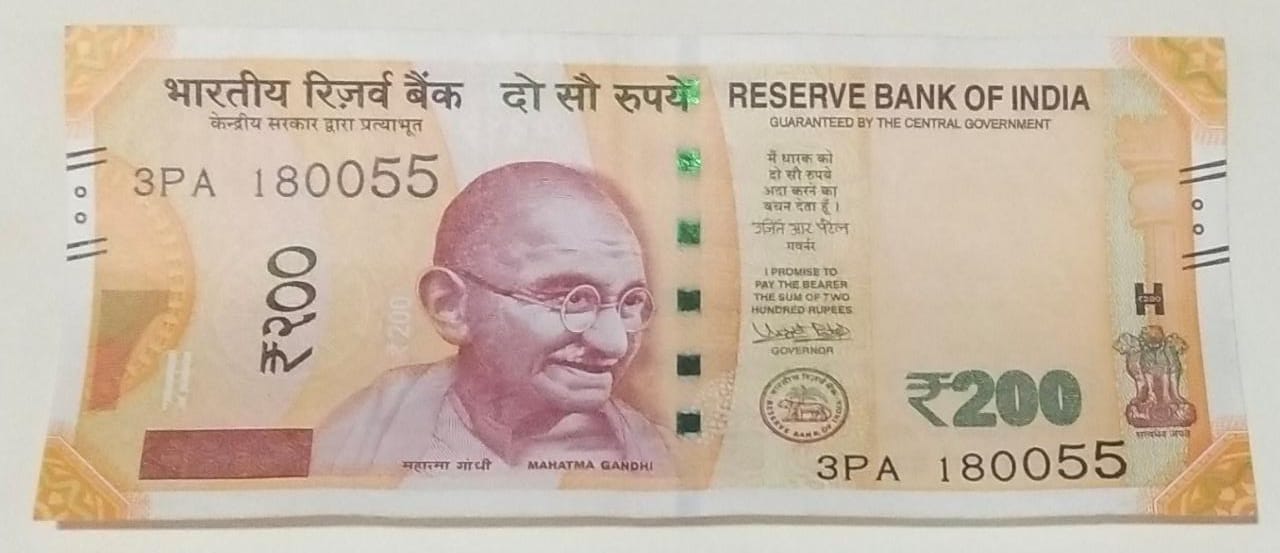 भारतीय रिज़र्व बैंक दो सौ रुपये RESERVE BANK OF INDIA
केन्द्रीय सरकार द्वारा प्रत्याभूत
GUARANTEED BY THE CENTRAL GOVERNMENT
3PA 180055
₹२००
₹200
मैं धारक को
दो सौ रुपये
अदा करने का
वचन देता हूँ ।
उर्जित आर पटेल
गवर्नर
I PROMISE TO
PAY THE BEARER
THE SUM OF TWO
HUNDRED RUPEES
GOVERNOR
भारतीय रिज़र्व बैंक
RESERVE BANK OF INDIA
₹200
₹200
सत्यमेव जयते
महात्मा गांधी MAHATMA GANDHI
3PA 180055